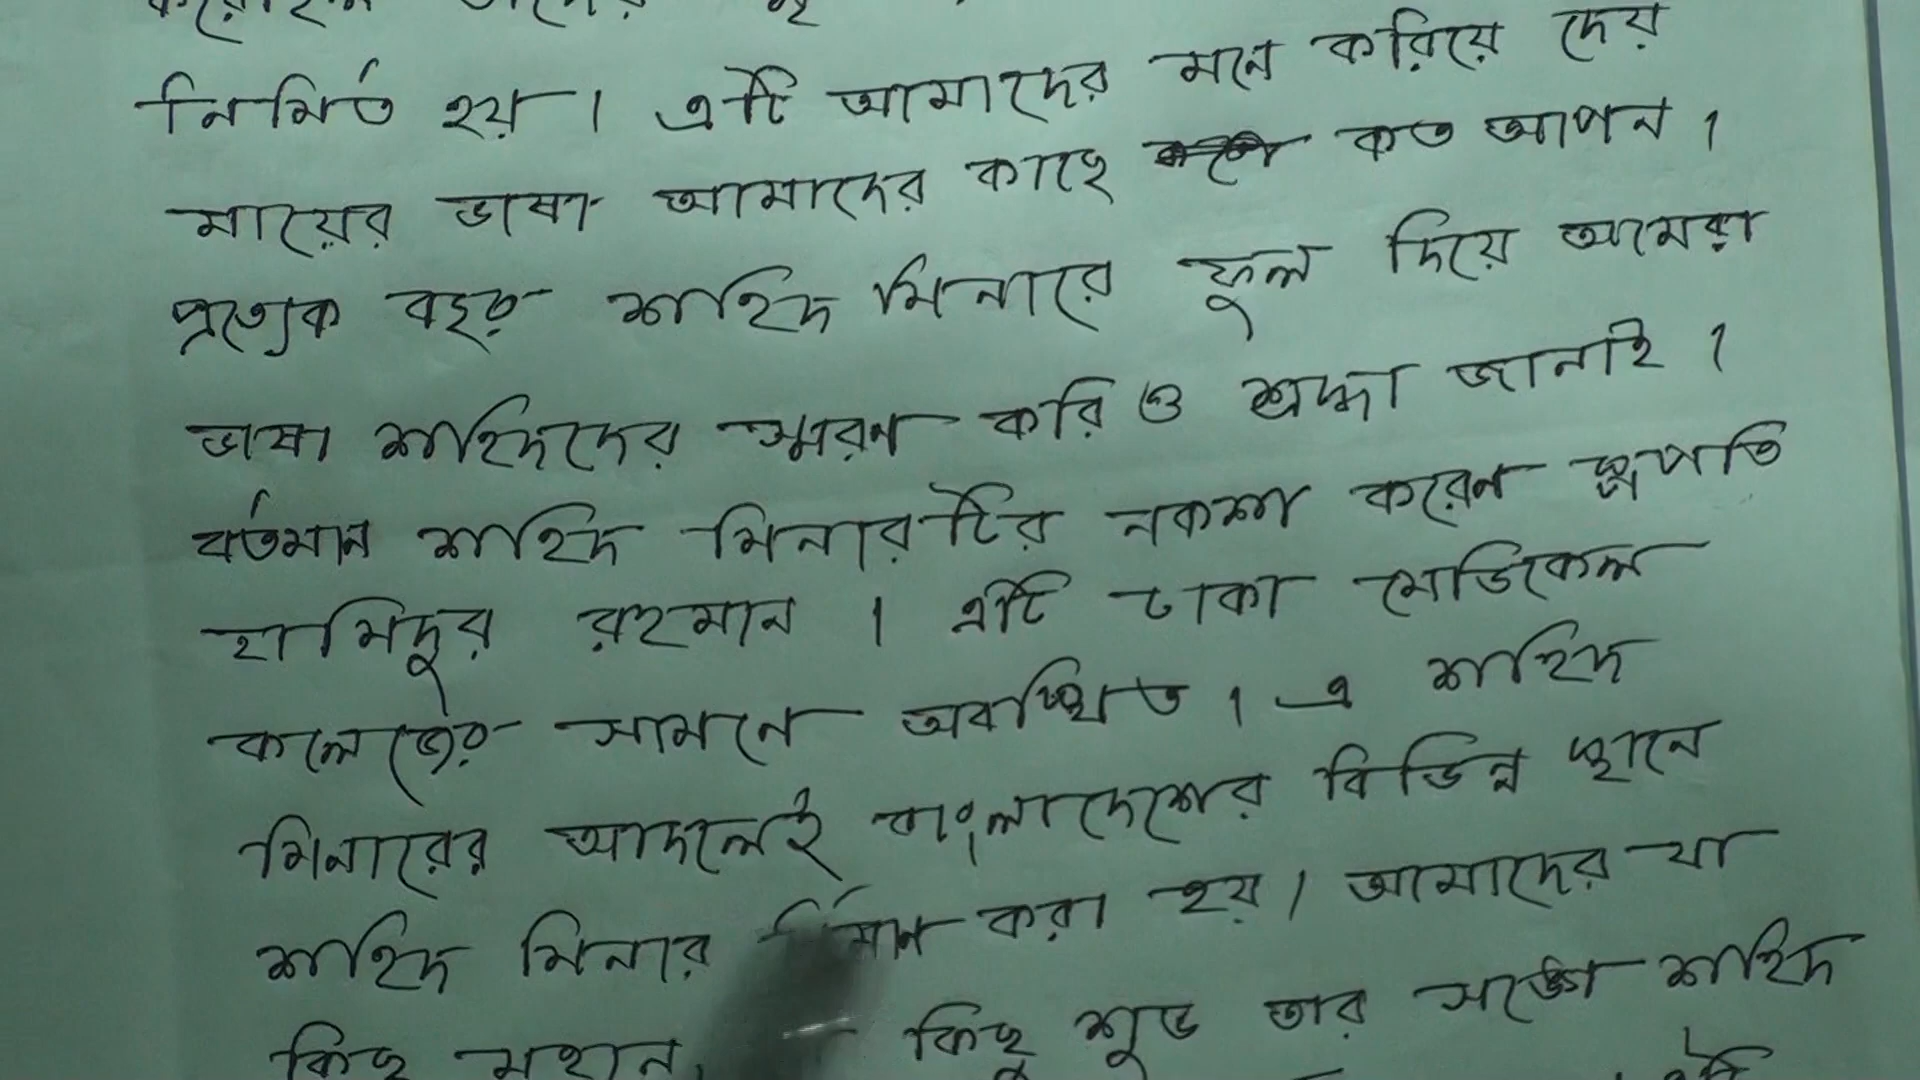 নির্মিত হয় । এটি আমাদের মনে করিয়ে দেয়
মায়ের ভাষা আমাদের কাছে কত আপন ।
প্রত্যেক বছর শহিদ মিনারে ফুল দিয়ে আমরা
ভাষা শহিদদের স্মরণ করি ও শ্রদ্ধা জানাই ।
বর্তমান শহিদ মিনারটির নকশা করেন স্থপতি
হামিদুর রহমান । এটি ঢাকা মেডিকেল
কলেজের সামনে অবস্থিত । এ শহিদ
মিনারের আদলেই বাংলাদেশের বিভিন্ন স্থানে
শহিদ মিনার নির্মাণ করা হয় । আমাদের যা
কিছু মহান, কিছু শুভ তার সঙ্গে শহিদ